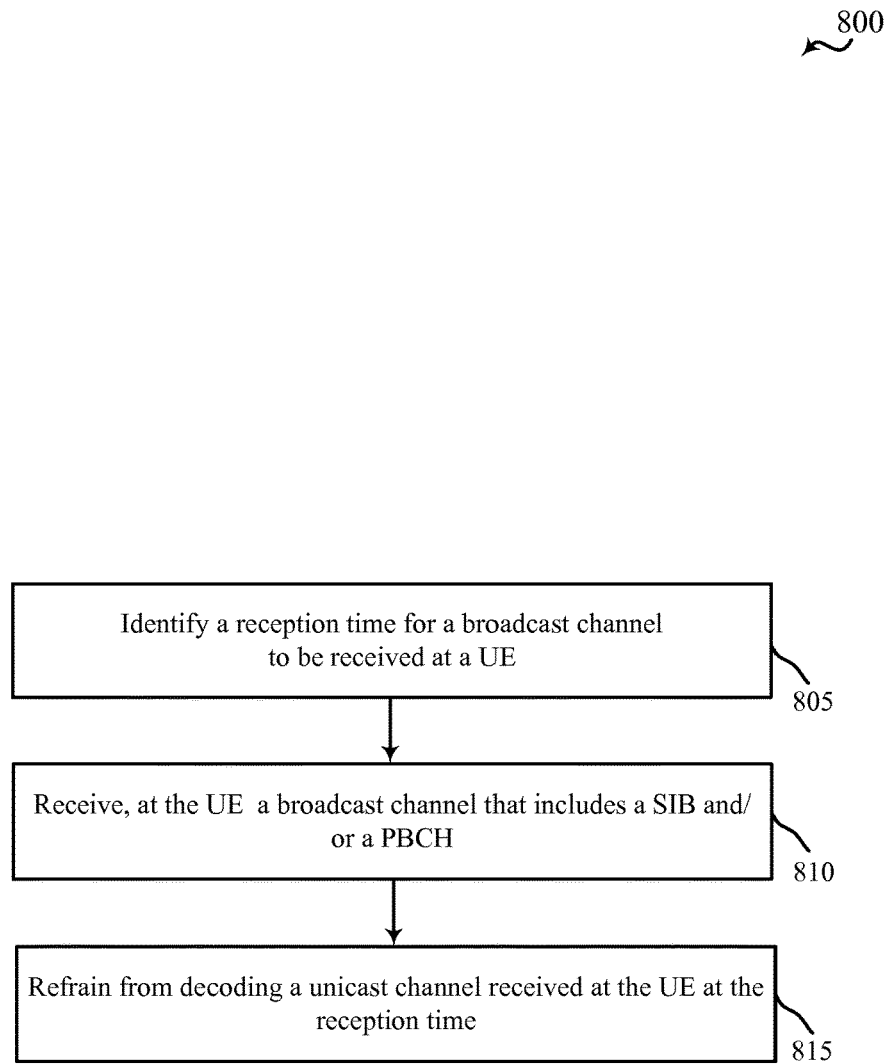 800
Identify a reception time for a broadcast channel
to be received at a UE
805
Receive, at the UE a broadcast channel that includes a SIB and/
or a PBCH
810
Refrain from decoding a unicast channel received at the UE at the
reception time
815